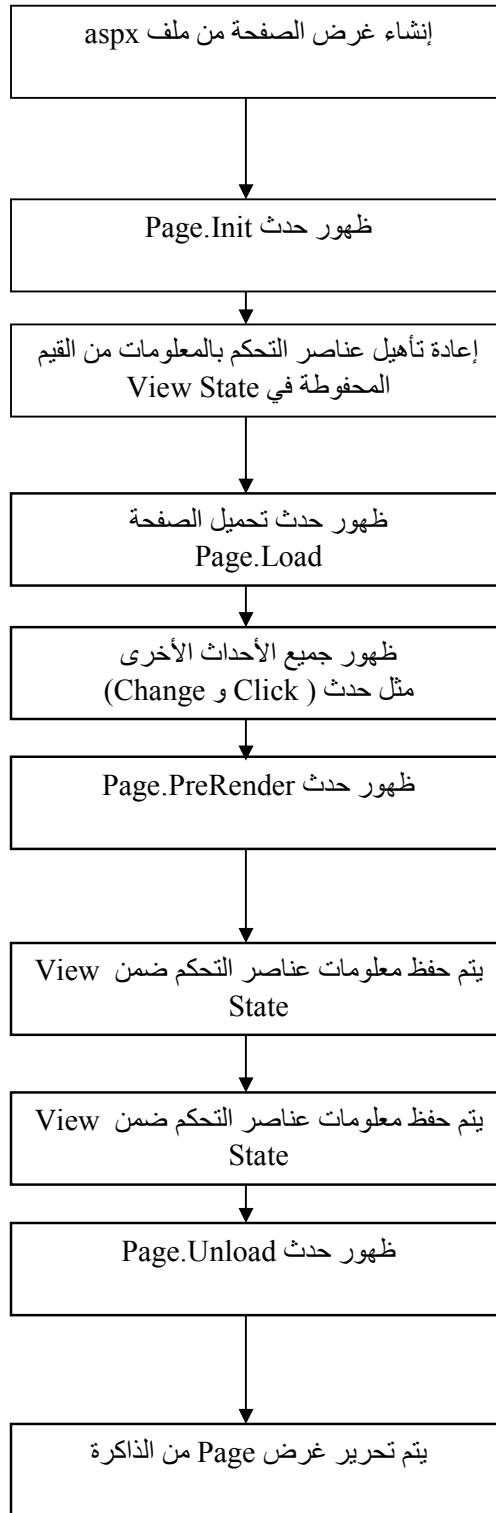 إنشاء غرض الصفحة من ملف aspx
ظهور حدث Page.Init
إعادة تأهيل عناصر التحكم بالمعلومات من القيم
المحفوطة في View State
ظهور حدث تحميل الصفحة
Page.Load
ظهور جميع الأحداث الأخرى
مثل حدث ( Click و Change)
ظهور حدث Page.PreRender
يتم حفظ معلومات عناصر التحكم ضمن View
State
يتم حفظ معلومات عناصر التحكم ضمن View
State
ظهور حدث Page.Unload
يتم تحرير غرض Page من الذاكرة